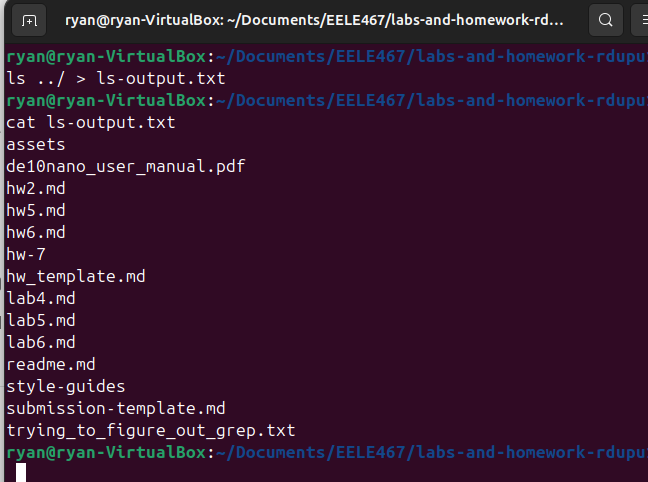 ryan@ryan-VirtualBox: ~/Documents/EELE467/labs-and-homework-rd...
ryan@ryan-VirtualBox:~/Documents/EELE467/labs-and-homework-rdupu
ls ../ > ls-output.txt
ryan@ryan-VirtualBox:~/Documents/EELE467/labs-and-homework-rdupu
cat ls-output.txt
assets
de10nano_user_manual.pdf
hw2.md
hw5.md
hw6.md
hw-7
hw_template.md
lab4.md
lab5.md
lab6.md
readme.md
style-guides
submission-template.md
trying_to_figure_out_grep.txt
ryan@ryan-VirtualBox:~/Documents/EELE467/labs-and-homework-rdupu